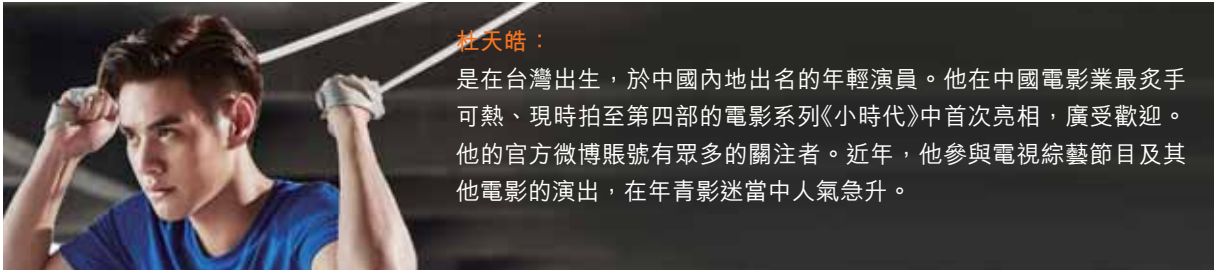 杜天皓：
是在台灣出生，於中國內地出名的年輕演員。他在中國電影業最炙手
可熱、現時拍至第四部的電影系列《小時代》中首次亮相，廣受歡迎。
他的官方微博賬號有眾多的關注者。近年，他參與電視綜藝節目及其
他電影的演出，在年青影迷當中人氣急升。